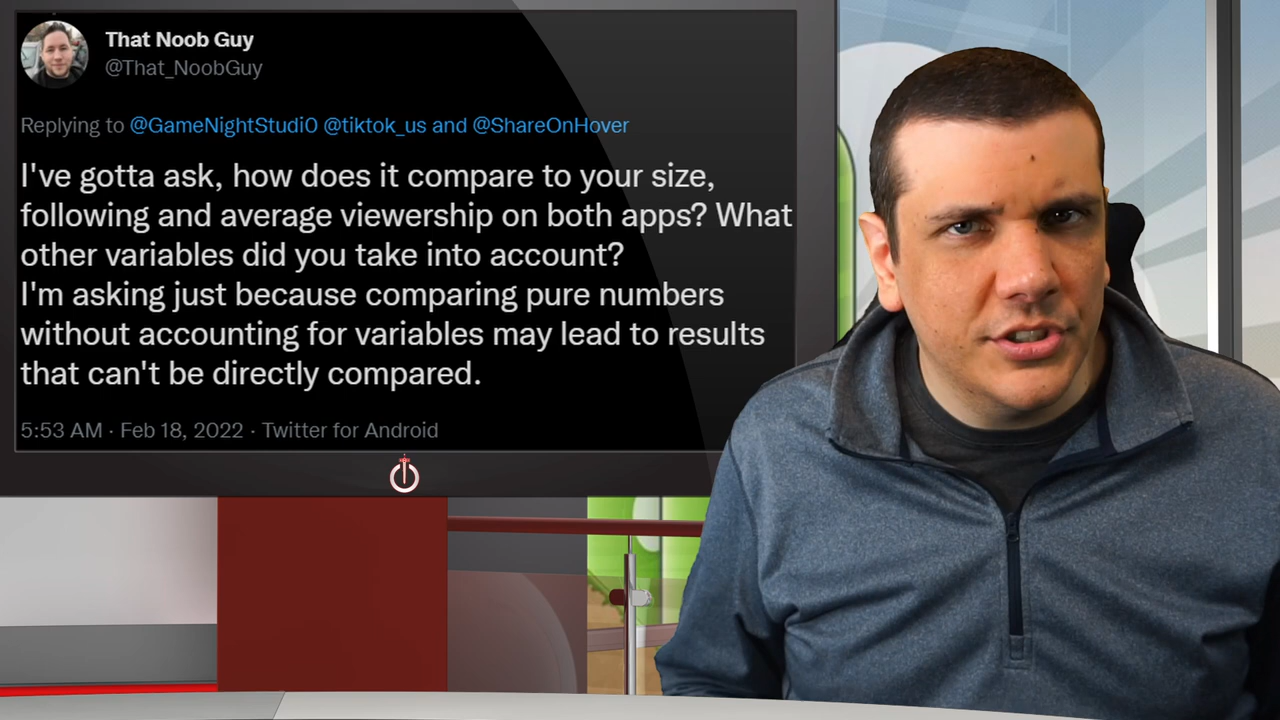 That Noob Guy
@That_NoobGuy
Replying to @GameNightStudi0 @tiktok_us and @ShareOnHover
I've gotta ask, how does it compare to your size,
following and average viewership on both apps? What
other variables did you take into account?
I'm asking just because comparing pure numbers
without accounting for variables may lead to results
that can't be directly compared.
5:53 AM · Feb 18, 2022 · Twitter for Android